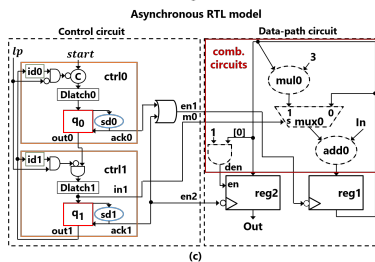 Asynchronous RTL model
Control circuit
Data-path circuit
lp
start
id0
C
ctrl0
Dlatch0
q0
sd0
out0
ack0
id1
ctrl1
Dlatch1
in1
q1
sd1
out1
ack1
en1
m0
en2
comb.
circuits
3
mul0
1
0
s
mux0
In
add0
1
[0]
den
en
reg2
reg1
Out
(c)